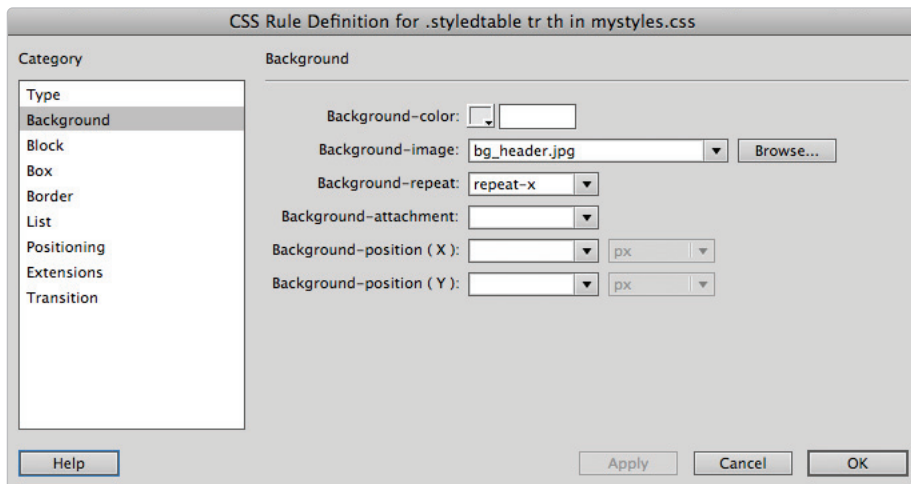 CSS Rule Definition for .styledtable tr th in mystyles.css
Category
Type
Background
Block
Box
Border
List
Positioning
Extensions
Transition
Background
Background-color:
Background-image: bg_header.jpg Browse...
Background-repeat: repeat-x
Background-attachment:
Background-position ( X ): px
Background-position ( Y ): px
Help Apply Cancel OK